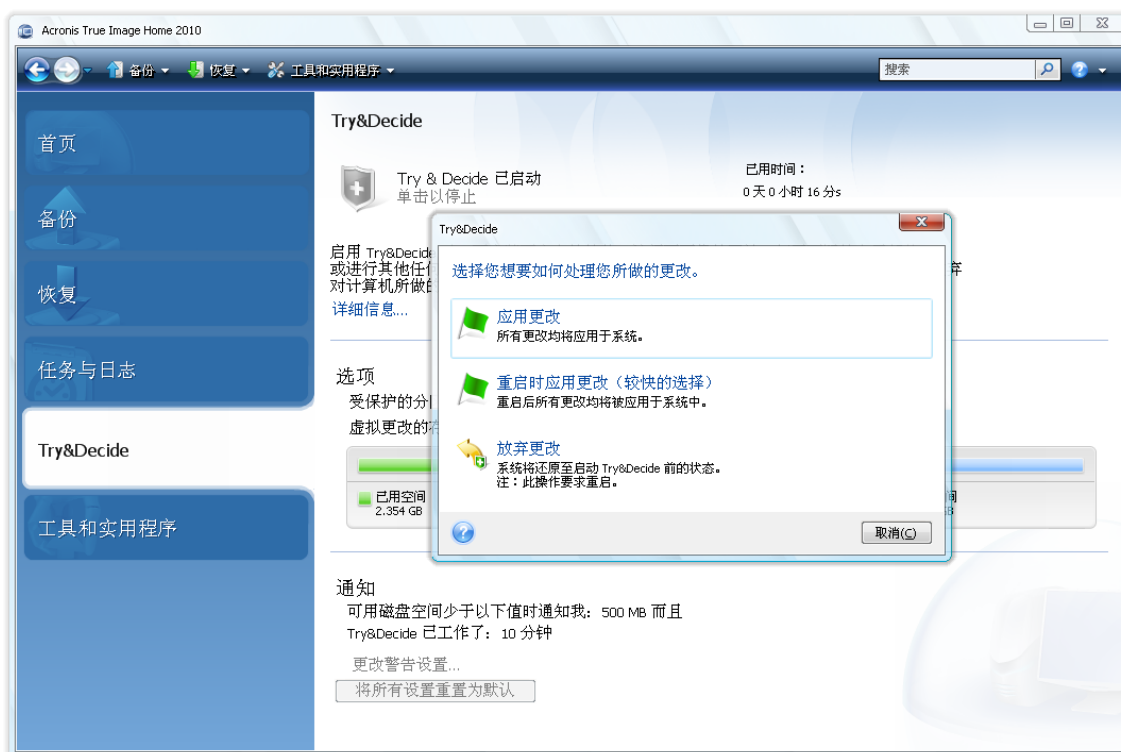 Acronis True Image Home 2010
备份
恢复
工具和实用程序
搜索
首页
备份
恢复
任务与日志
Try&Decide
工具和实用程序
Try&Decide
Try & Decide 已启动
单击以停止
已用时间：
0 天 0 小时 16 分s
启用 Try&Decide
或进行其他任
对计算机所做的
弃
详细信息...
选项
受保护的分
虚拟更改的
已用空间
2.354 GB
间
Try&Decide
选择您想要如何处理您所做的更改。
应用更改
所有更改均将应用于系统。
重启时应用更改（较快的选择）
重启后所有更改均将被应用于系统中。
放弃更改
系统将还原至启动 Try&Decide 前的状态。
注：此操作要求重启。
取消(C)
通知
可用磁盘空间少于以下值时通知我: 500 MB 而且
Try&Decide 已工作了: 10 分钟
更改警告设置...
将所有设置重置为默认